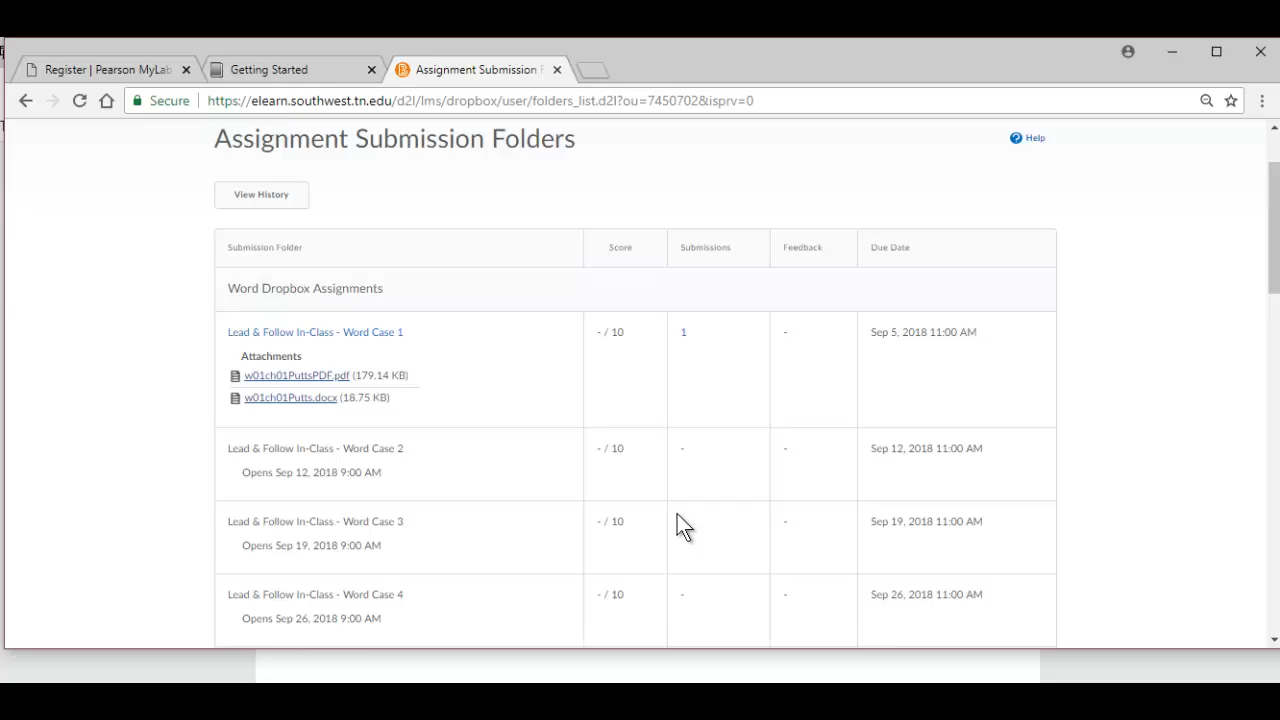 Register | Pearson MyLab
Getting Started
Assignment Submission F
Secure
https://elearn.southwest.tn.edu/d2l/lms/dropbox/user/folders_list.d2l?ou=7450702&isprv=0
Assignment Submission Folders
Help
View History
Submission Folder Score Submissions Feedback Due Date
Word Dropbox Assignments
Lead & Follow In-Class - Word Case 1 - / 10 1 - Sep 5, 2018 11:00 AM
Attachments
w01ch01PuttsPDF.pdf (179.14 KB)
w01ch01Putts.docx (18.75 KB)
Lead & Follow In-Class - Word Case 2 - / 10 - - Sep 12, 2018 11:00 AM
Opens Sep 12, 2018 9:00 AM
Lead & Follow In-Class - Word Case 3 - / 10 - Sep 19, 2018 11:00 AM
Opens Sep 19, 2018 9:00 AM
Lead & Follow In-Class - Word Case 4 - / 10 - - Sep 26, 2018 11:00 AM
Opens Sep 26, 2018 9:00 AM